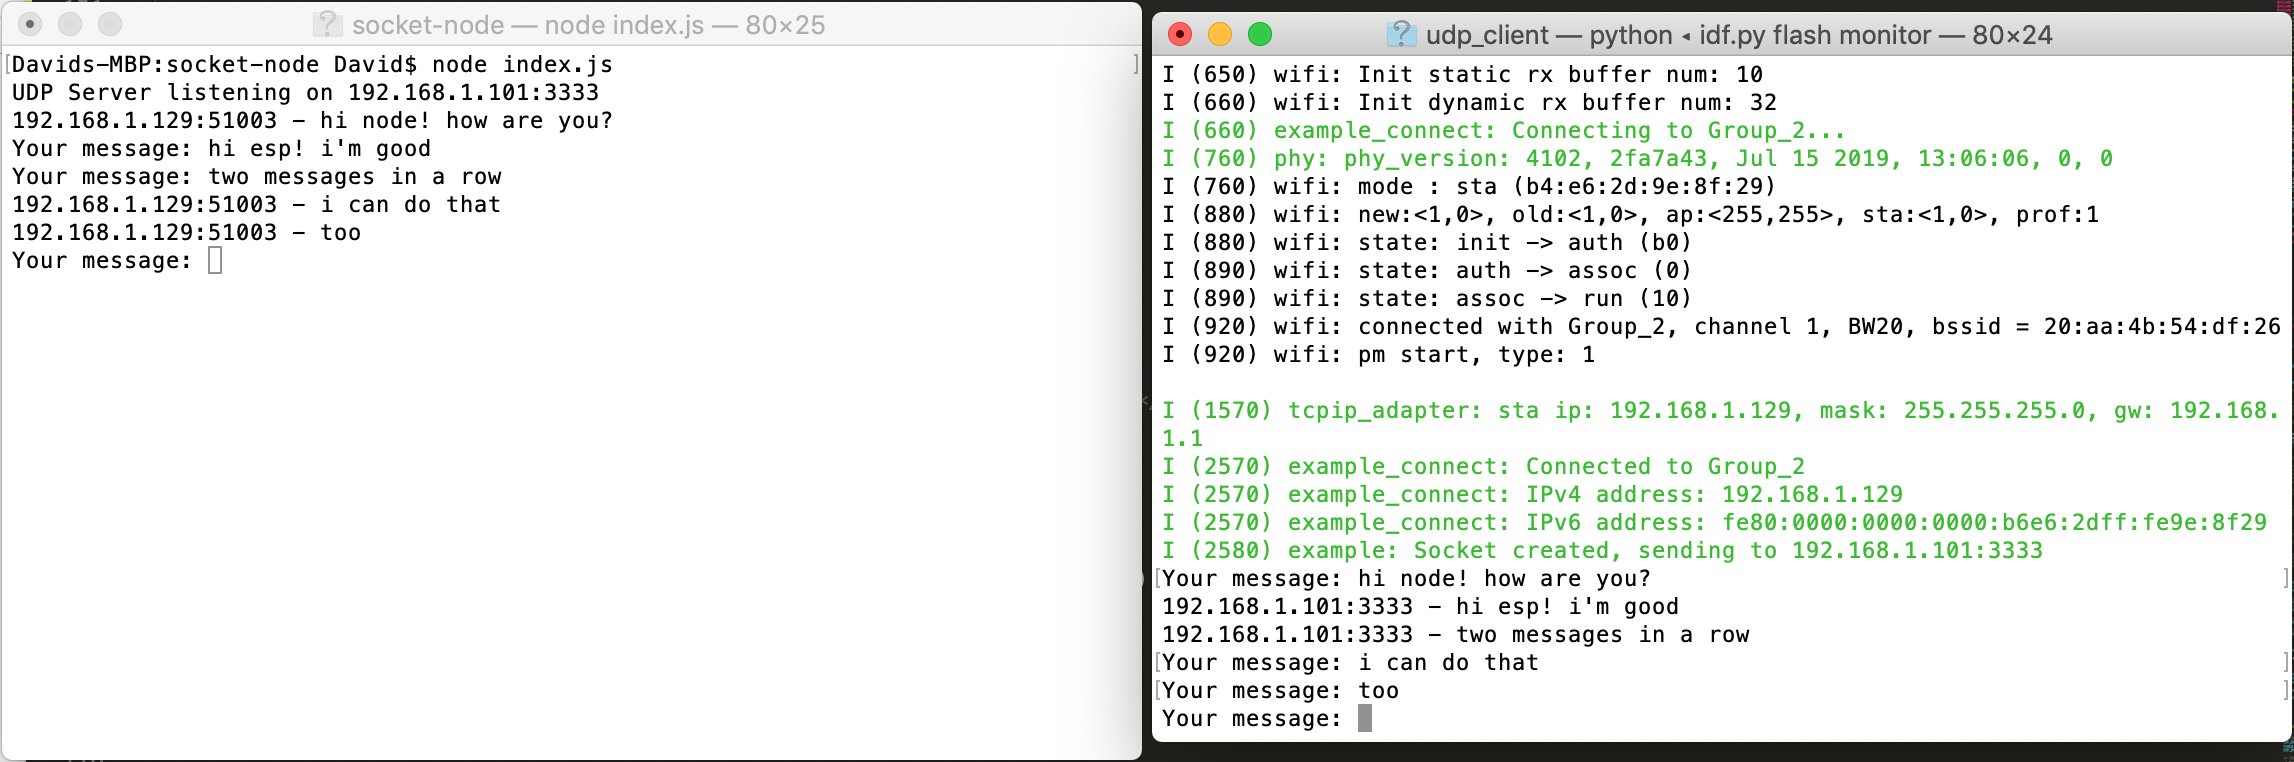 socket-node — node index.js — 80×25
[Davids-MBP:socket-node David$ node index.js ]
UDP Server listening on 192.168.1.101:3333
192.168.1.129:51003 - hi node! how are you?
Your message: hi esp! i'm good
Your message: two messages in a row
192.168.1.129:51003 - i can do that
192.168.1.129:51003 - too
Your message:
udp_client — python ◂ idf.py flash monitor — 80×24
I (650) wifi: Init static rx buffer num: 10
I (660) wifi: Init dynamic rx buffer num: 32
I (660) example_connect: Connecting to Group_2...
I (760) phy: phy_version: 4102, 2fa7a43, Jul 15 2019, 13:06:06, 0, 0
I (760) wifi: mode : sta (b4:e6:2d:9e:8f:29)
I (880) wifi: new:<1,0>, old:<1,0>, ap:<255,255>, sta:<1,0>, prof:1
I (880) wifi: state: init -> auth (b0)
I (890) wifi: state: auth -> assoc (0)
I (890) wifi: state: assoc -> run (10)
I (920) wifi: connected with Group_2, channel 1, BW20, bssid = 20:aa:4b:54:df:26
I (920) wifi: pm start, type: 1
I (1570) tcpip_adapter: sta ip: 192.168.1.129, mask: 255.255.255.0, gw: 192.168.
1.1
I (2570) example_connect: Connected to Group_2
I (2570) example_connect: IPv4 address: 192.168.1.129
I (2570) example_connect: IPv6 address: fe80:0000:0000:0000:b6e6:2dff:fe9e:8f29
I (2580) example: Socket created, sending to 192.168.1.101:3333
[Your message: hi node! how are you? ]
192.168.1.101:3333 - hi esp! i'm good
192.168.1.101:3333 - two messages in a row
[Your message: i can do that ]
[Your message: too ]
Your message: